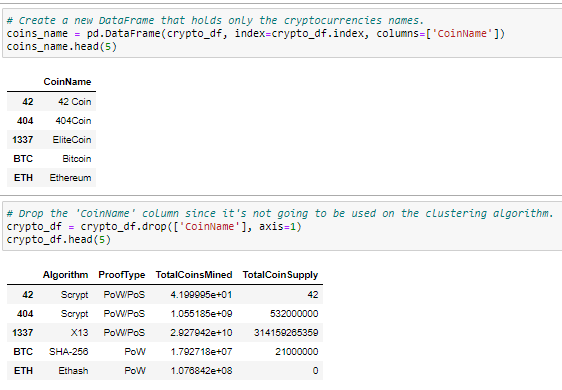 # Create a new DataFrame that holds only the cryptocurrencies names.
coins_name = pd.DataFrame(crypto_df, index=crypto_df.index, columns=['CoinName'])
coins_name.head(5)
CoinName
42 42 Coin
404 404Coin
1337 EliteCoin
BTC Bitcoin
ETH Ethereum
# Drop the 'CoinName' column since it's not going to be used on the clustering algorithm.
crypto_df = crypto_df.drop(['CoinName'], axis=1)
crypto_df.head(5)
Algorithm ProofType TotalCoinsMined TotalCoinSupply
42 Scrypt PoW/PoS 4.199995e+01 42
404 Scrypt PoW/PoS 1.055185e+09 532000000
1337 X13 PoW/PoS 2.927942e+10 314159265359
BTC SHA-256 PoW 1.792718e+07 21000000
ETH Ethash PoW 1.076842e+08 0